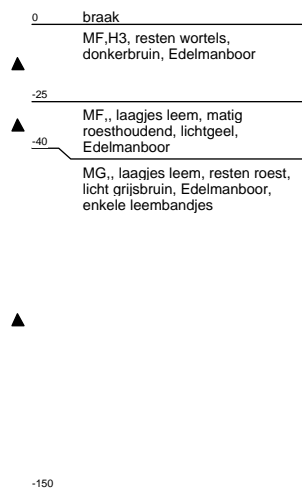 0 braak
MF,H3, resten wortels,
donkerbruin, Edelmanboor
-25
MF,, laagjes leem, matig
roesthoudend, lichtgeel,
-40 Edelmanboor
MG,, laagjes leem, resten roest,
licht grijsbruin, Edelmanboor,
enkele leembandjes
-150